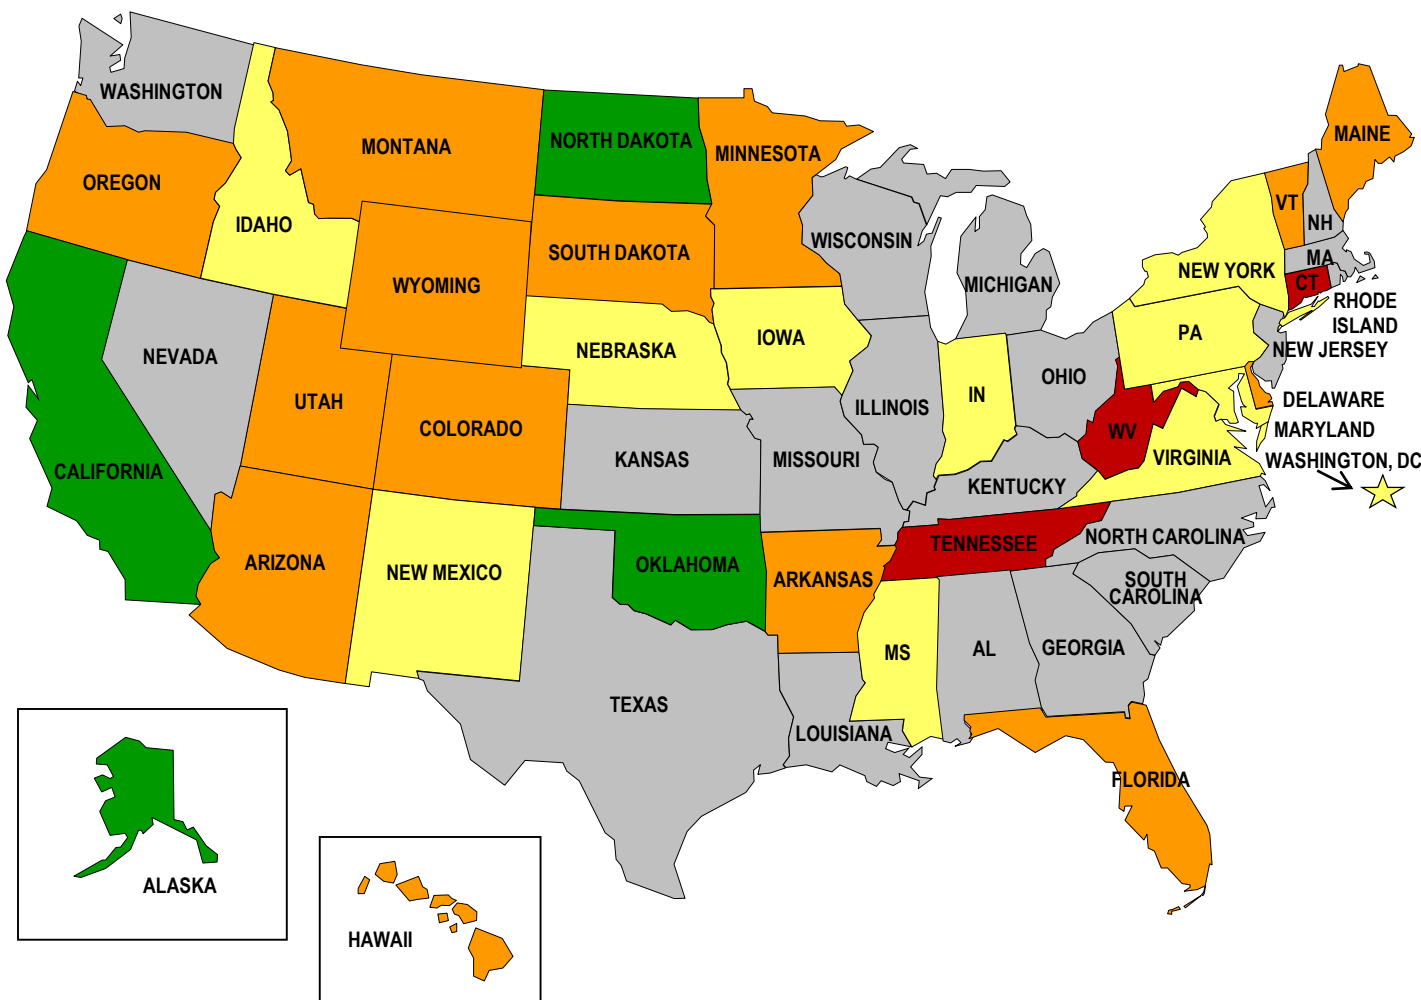 WASHINGTON
MAINE
MONTANA
NORTH DAKOTA
MINNESOTA
OREGON
VT
IDAHO
NH
WISCONSIN
SOUTH DAKOTA
MA
NEW YORK
WYOMING
MICHIGAN
CT
RHODE
ISLAND
PA
IOWA
NEBRASKA
NEW JERSEY
NEVADA
OHIO
IN
UTAH
DELAWARE
ILLINOIS
COLORADO
WV
MARYLAND
KANSAS
MISSOURI
VIRGINIA
WASHINGTON, DC
CALIFORNIA
KENTUCKY
NORTH CAROLINA
TENNESSEE
ARIZONA
OKLAHOMA
NEW MEXICO
ARKANSAS
SOUTH
CAROLINA
MS
AL
GEORGIA
TEXAS
LOUISIANA
FLORIDA
ALASKA
HAWAII